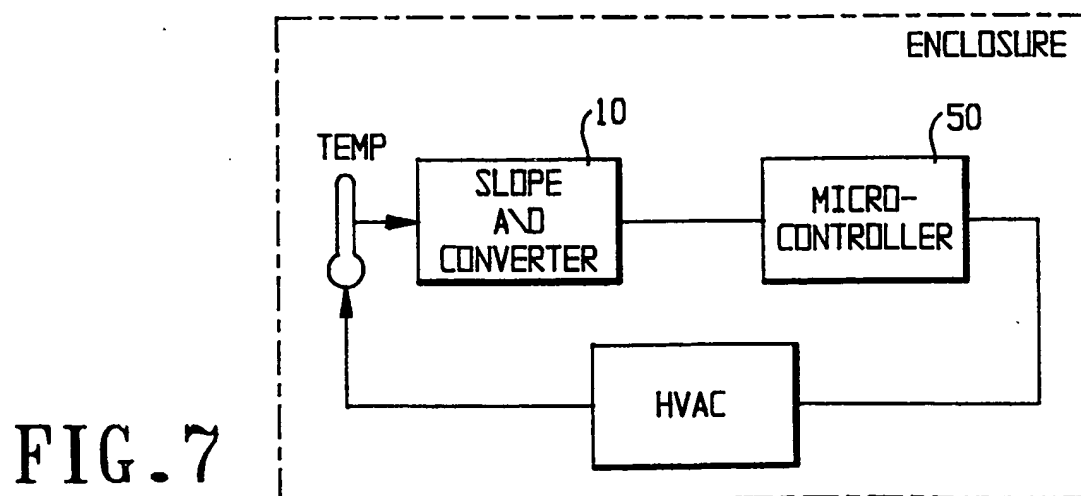 ENCLOSURE
10
50
TEMP
SLOPE
A\D
CONVERTER
MICRO-
CONTROLLER
HVAC
FIG.7